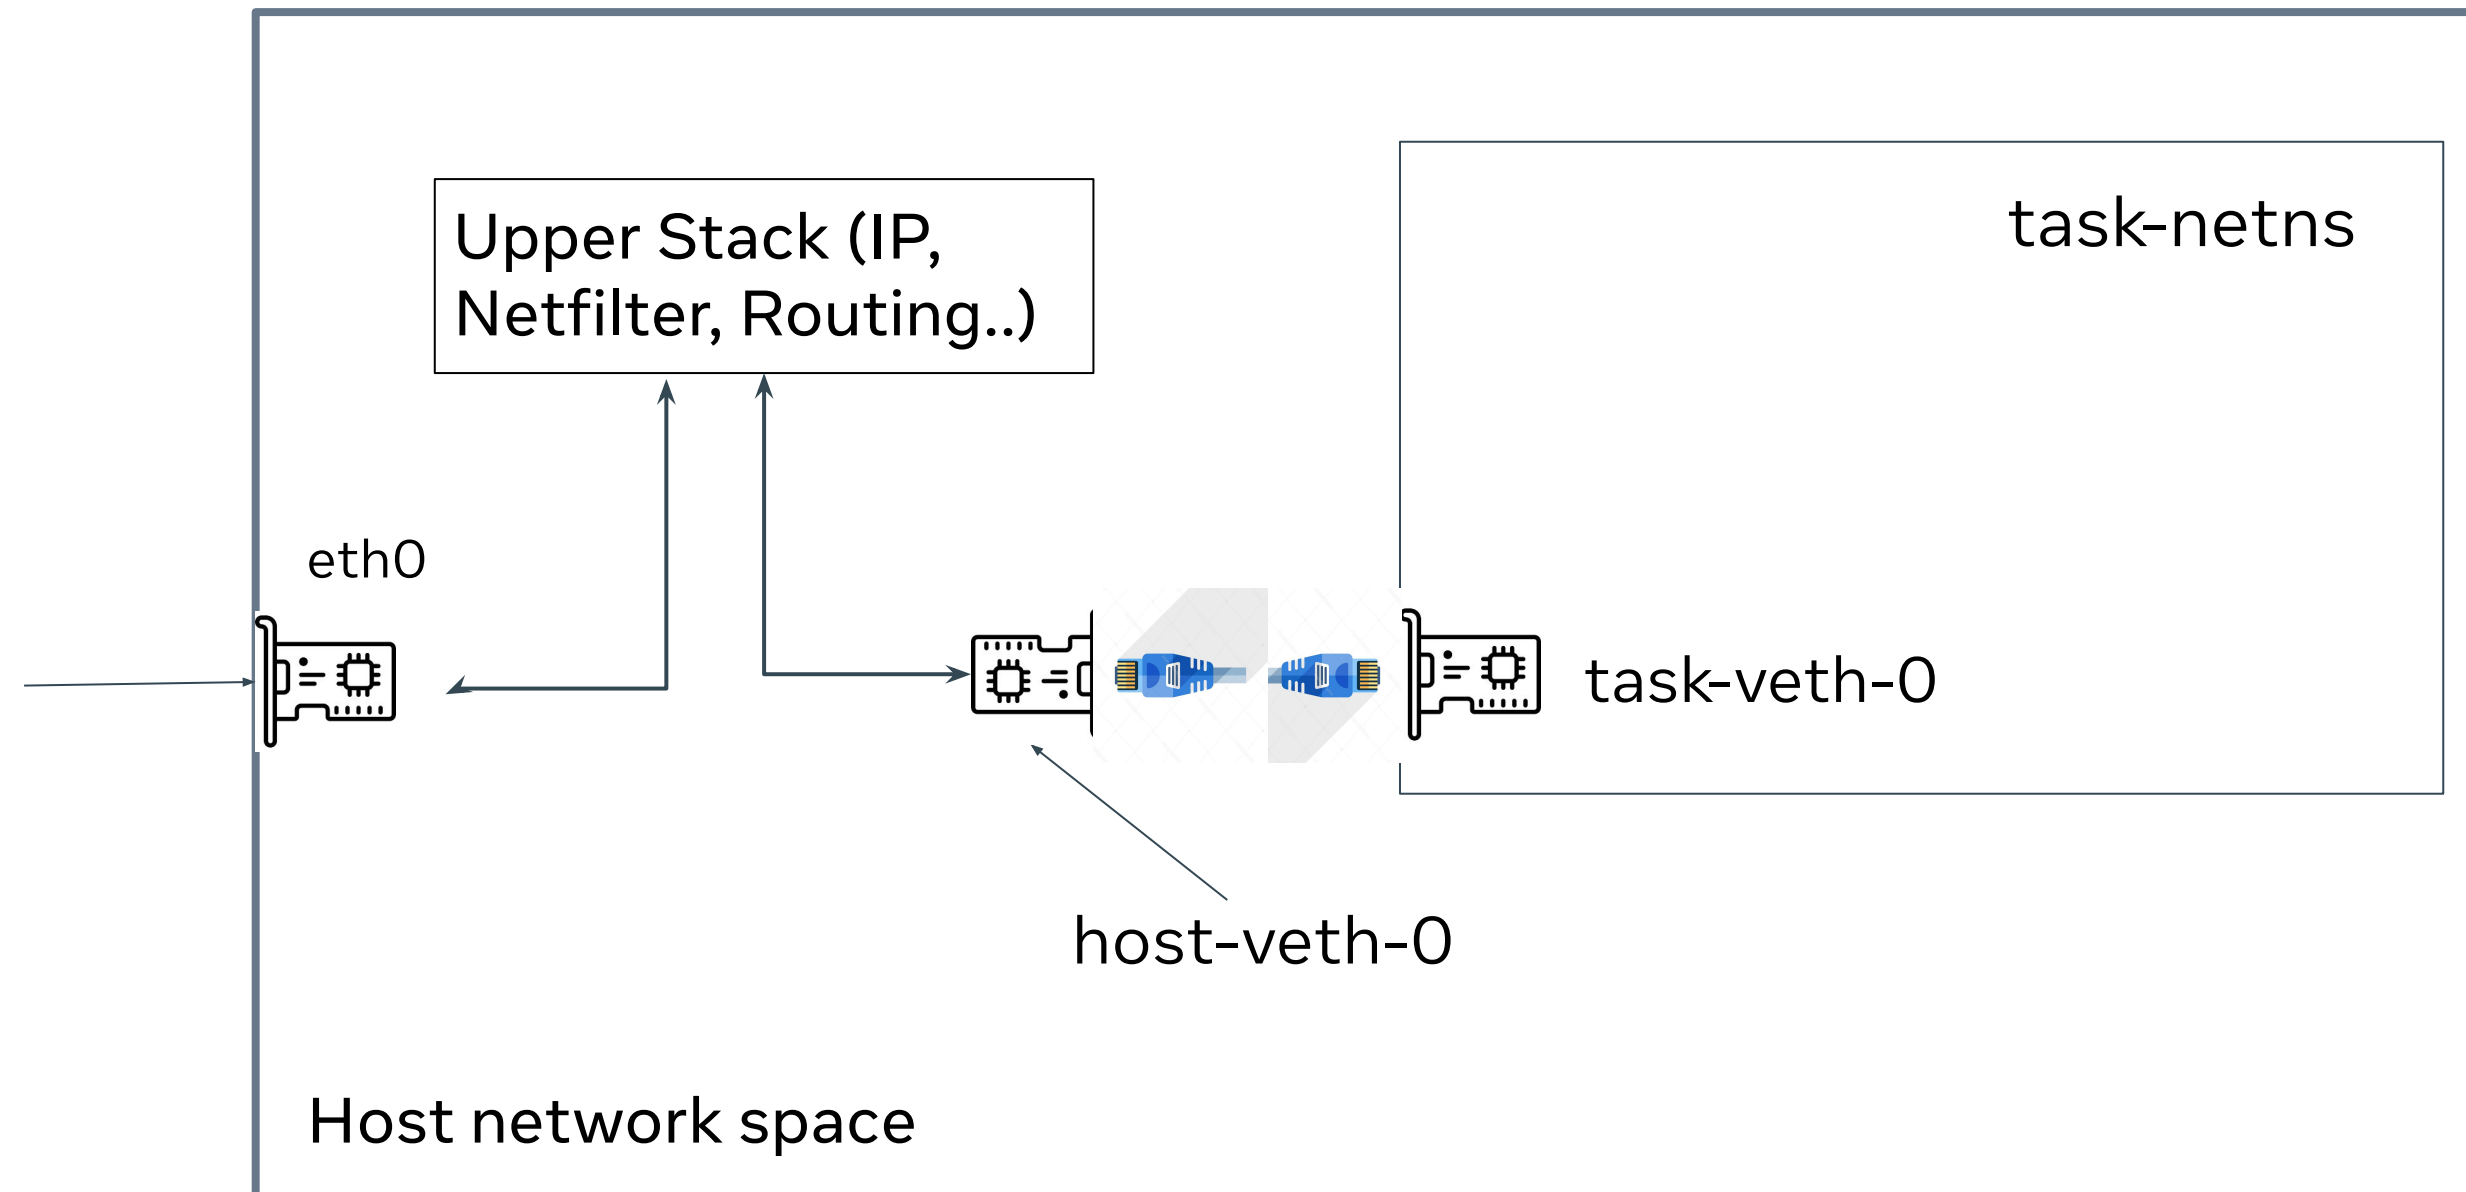 Upper Stack (IP,
Netfilter, Routing..)
task-netns
eth0
task-veth-0
host-veth-0
Host network space